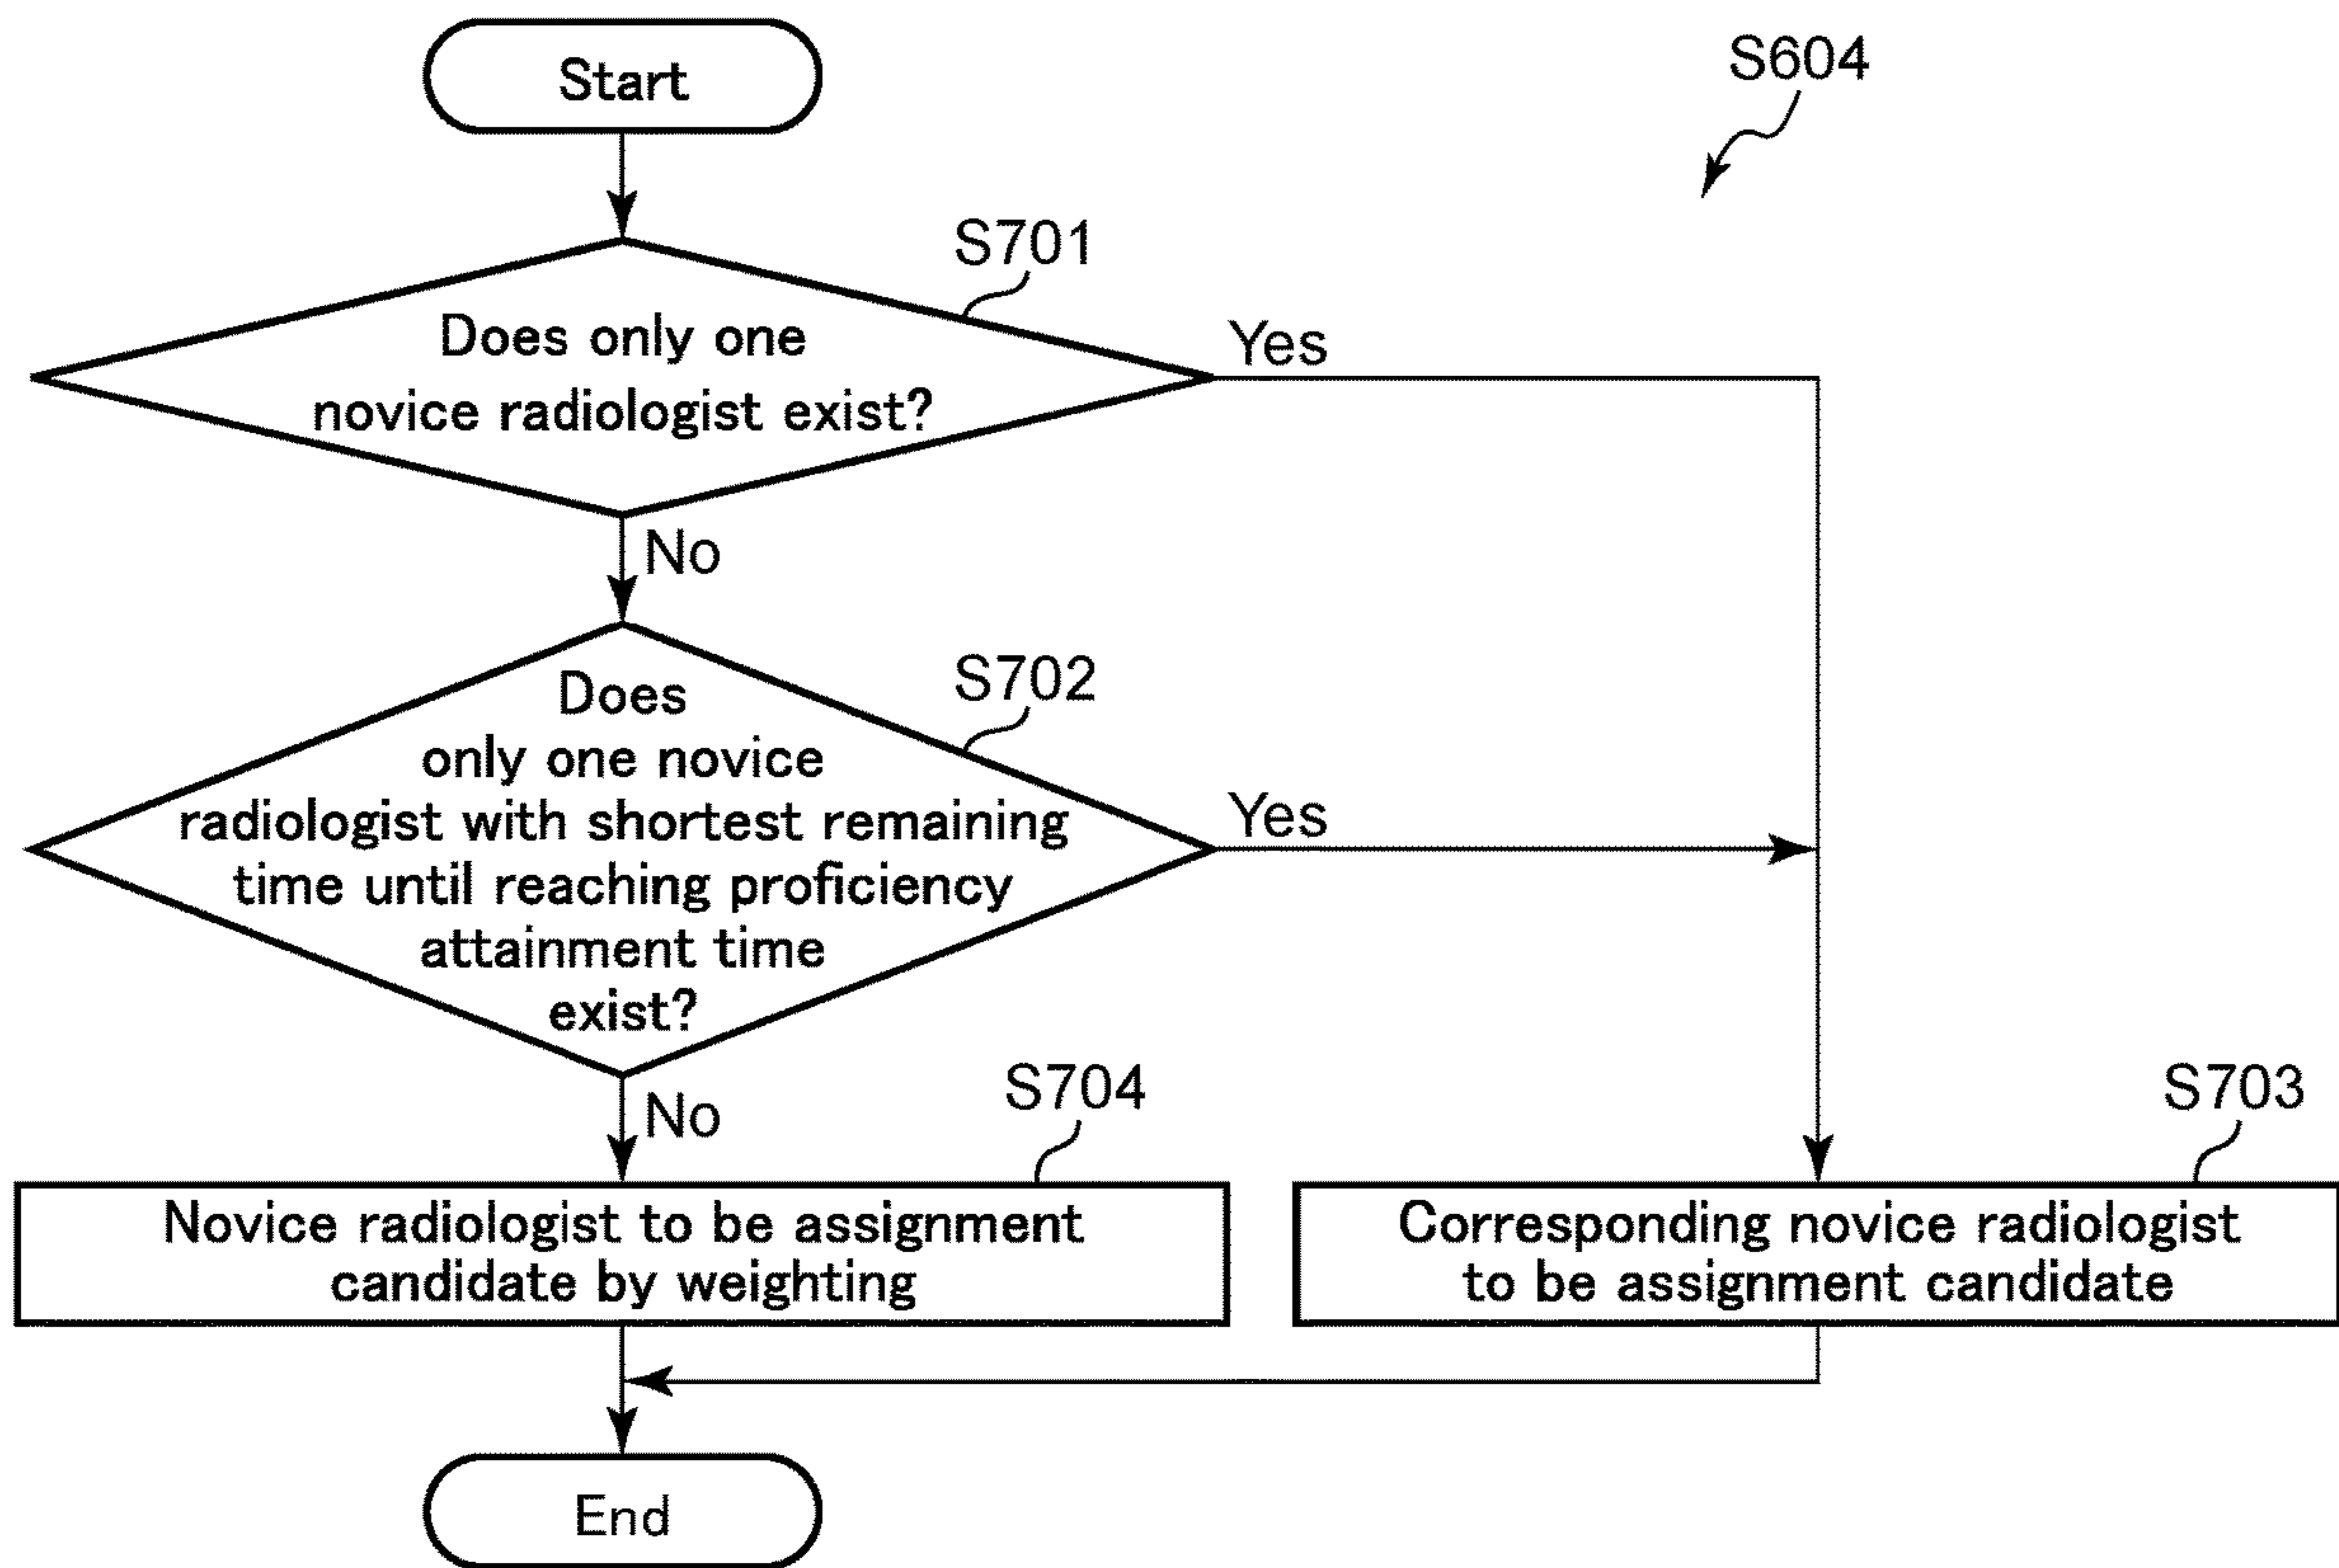 Start
S604
S701
Does only one
novice radiologist exist?
Yes
No
S702
Does
only one novice
radiologist with shortest remaining
time until reaching proficiency
attainment time
exist?
Yes
No
S704
Novice radiologist to be assignment
candidate by weighting
S703
Corresponding novice radiologist
to be assignment candidate
End